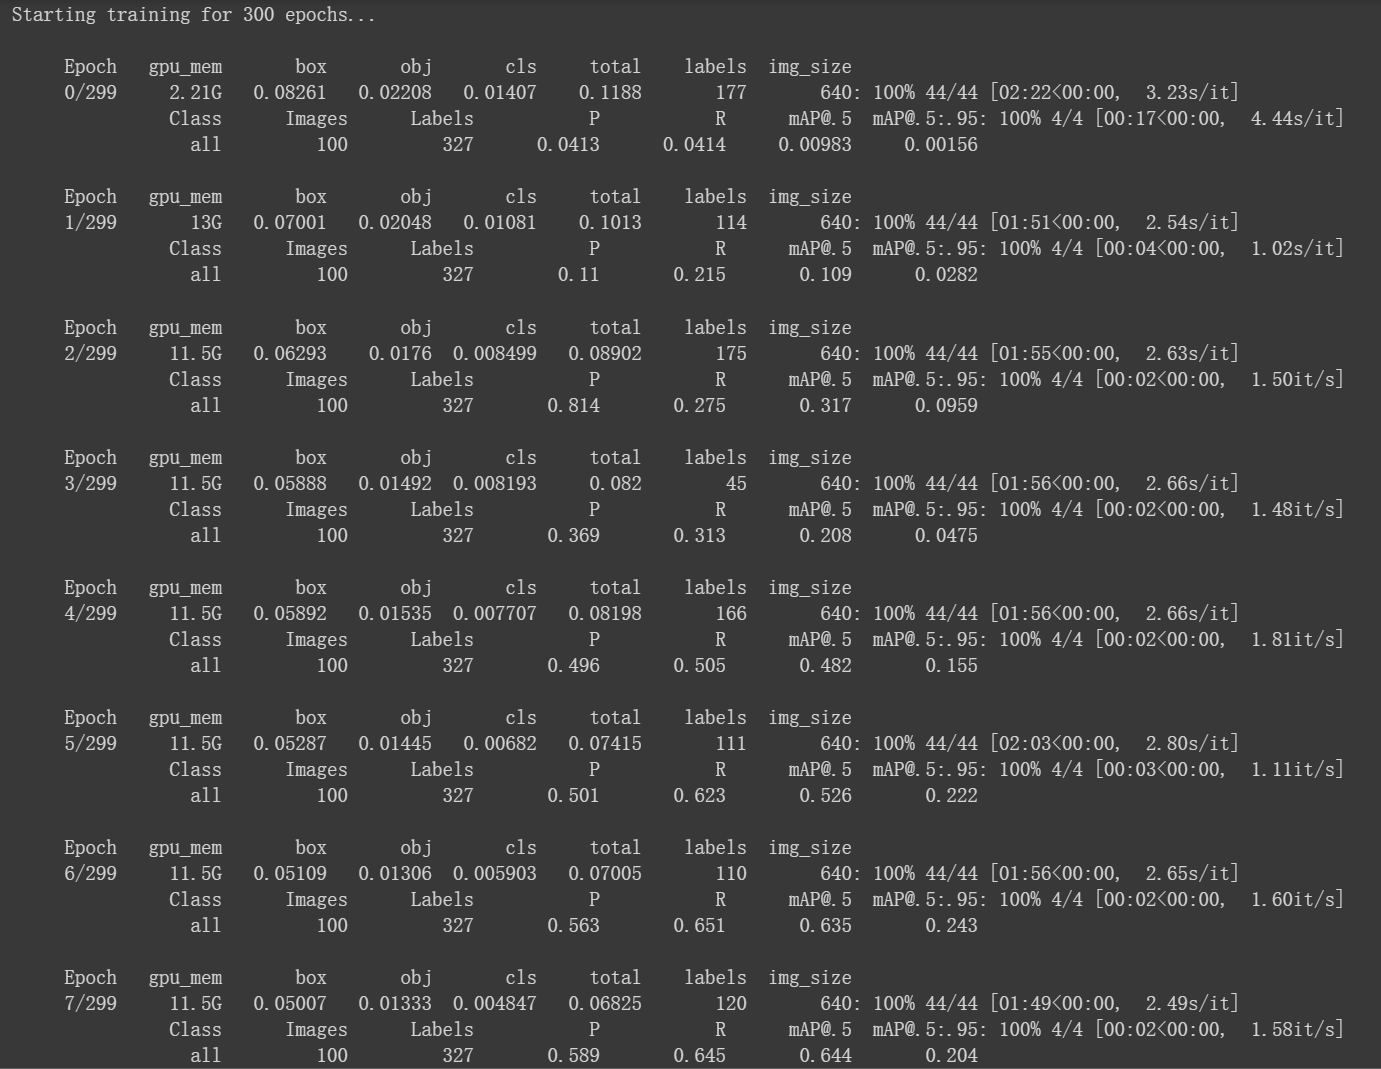 Starting training for 300 epochs...
Epoch gpu_mem box obj cls total labels img_size
0/299 2.21G 0.08261 0.02208 0.01407 0.1188 177 640: 100% 44/44 [02:22<00:00, 3.23s/it]
Class Images Labels P R mAP@.5 mAP@.5:.95: 100% 4/4 [00:17<00:00, 4.44s/it]
all 100 327 0.0413 0.0414 0.00983 0.00156
Epoch gpu_mem box obj cls total labels img_size
1/299 13G 0.07001 0.02048 0.01081 0.1013 114 640: 100% 44/44 [01:51<00:00, 2.54s/it]
Class Images Labels P R mAP@.5 mAP@.5:.95: 100% 4/4 [00:04<00:00, 1.02s/it]
all 100 327 0.11 0.215 0.109 0.0282
Epoch gpu_mem box obj cls total labels img_size
2/299 11.5G 0.06293 0.0176 0.008499 0.08902 175 640: 100% 44/44 [01:55<00:00, 2.63s/it]
Class Images Labels P R mAP@.5 mAP@.5:.95: 100% 4/4 [00:02<00:00, 1.50it/s]
all 100 327 0.814 0.275 0.317 0.0959
Epoch gpu_mem box obj cls total labels img_size
3/299 11.5G 0.05888 0.01492 0.008193 0.082 45 640: 100% 44/44 [01:56<00:00, 2.66s/it]
Class Images Labels P R mAP@.5 mAP@.5:.95: 100% 4/4 [00:02<00:00, 1.48it/s]
all 100 327 0.369 0.313 0.208 0.0475
Epoch gpu_mem box obj cls total labels img_size
4/299 11.5G 0.05892 0.01535 0.007707 0.08198 166 640: 100% 44/44 [01:56<00:00, 2.66s/it]
Class Images Labels P R mAP@.5 mAP@.5:.95: 100% 4/4 [00:02<00:00, 1.81it/s]
all 100 327 0.496 0.505 0.482 0.155
Epoch gpu_mem box obj cls total labels img_size
5/299 11.5G 0.05287 0.01445 0.00682 0.07415 111 640: 100% 44/44 [02:03<00:00, 2.80s/it]
Class Images Labels P R mAP@.5 mAP@.5:.95: 100% 4/4 [00:03<00:00, 1.11it/s]
all 100 327 0.501 0.623 0.526 0.222
Epoch gpu_mem box obj cls total labels img_size
6/299 11.5G 0.05109 0.01306 0.005903 0.07005 110 640: 100% 44/44 [01:56<00:00, 2.65s/it]
Class Images Labels P R mAP@.5 mAP@.5:.95: 100% 4/4 [00:02<00:00, 1.60it/s]
all 100 327 0.563 0.651 0.635 0.243
Epoch gpu_mem box obj cls total labels img_size
7/299 11.5G 0.05007 0.01333 0.004847 0.06825 120 640: 100% 44/44 [01:49<00:00, 2.49s/it]
Class Images Labels P R mAP@.5 mAP@.5:.95: 100% 4/4 [00:02<00:00, 1.58it/s]
all 100 327 0.589 0.645 0.644 0.204